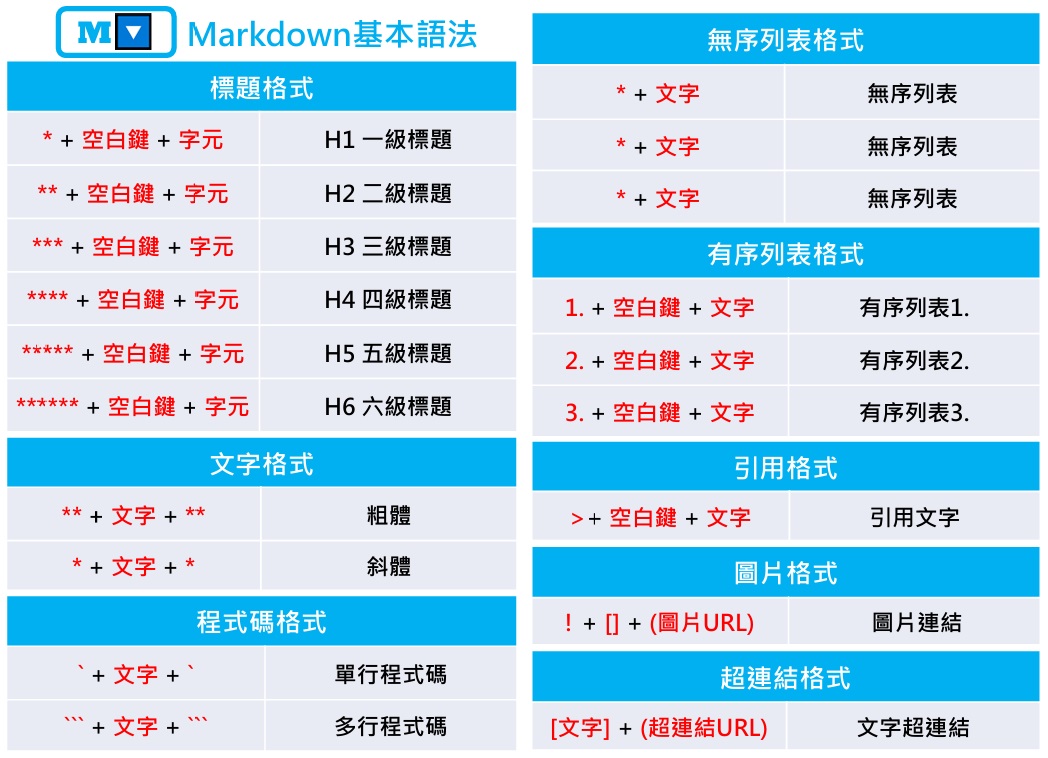 M Markdown基本語法
標題格式
* + 空白鍵 + 字元 H1 一級標題
** + 空白鍵 + 字元 H2 二級標題
*** + 空白鍵 + 字元 H3 三級標題
**** + 空白鍵 + 字元 H4 四級標題
***** + 空白鍵 + 字元 H5 五級標題
****** + 空白鍵 + 字元 H6 六級標題
文字格式
** + 文字 + ** 粗體
* + 文字 + * 斜體
程式碼格式
` + 文字 + ` 單行程式碼
``` + 文字 + ``` 多行程式碼
無序列表格式
* + 文字 無序列表
* + 文字 無序列表
* + 文字 無序列表
有序列表格式
1. + 空白鍵 + 文字 有序列表1.
2. + 空白鍵 + 文字 有序列表2.
3. + 空白鍵 + 文字 有序列表3.
引用格式
> + 空白鍵 + 文字 引用文字
圖片格式
! + [] + (圖片URL) 圖片連結
超連結格式
[文字] + (超連結URL) 文字超連結